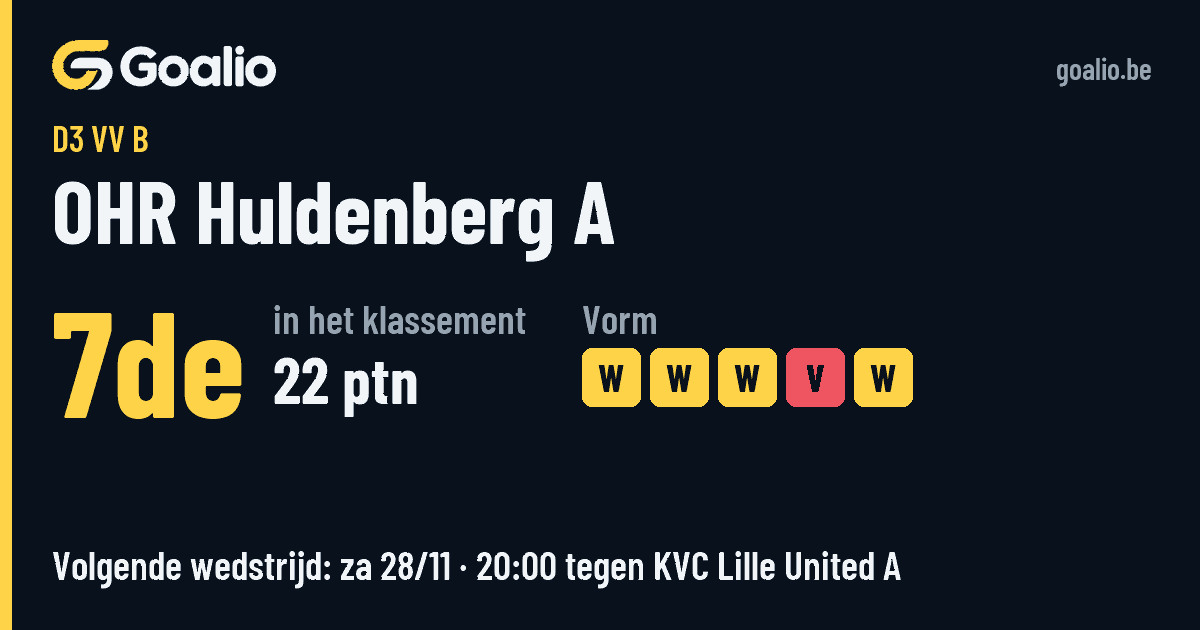 Goalio
goalio.be
D3 VV B
OHR Huldenberg A
7de
in het klassement
22 ptn
Vorm
W W W V W
Volgende wedstrijd: za 28/11 · 20:00 tegen KVC Lille United A